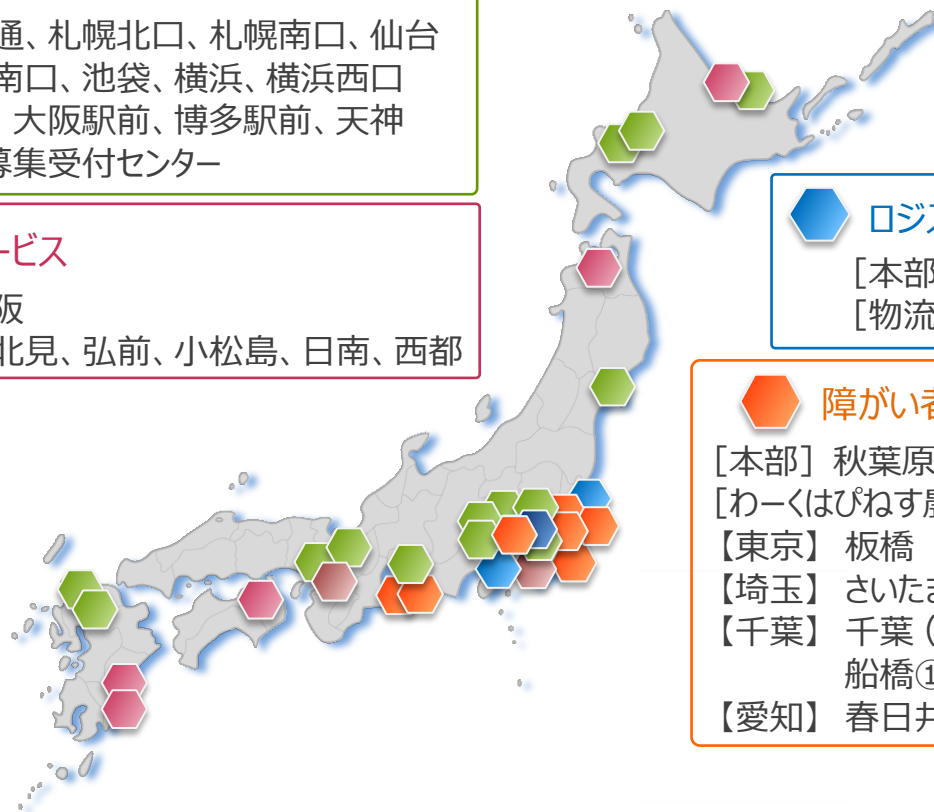 通、札幌北口、札幌南口、仙台
南口、池袋、横浜、横浜西口
大阪駅前、博多駅前、天神
募集受付センター
ービス
阪
北見、弘前、小松島、日南、西都
ロジ
[本部
[物流
障がい者
[本部] 秋葉原
[わーくはぴねす
【東京】 板橋
【埼玉】 さいたま
【千葉】 千葉 (
船橋①
【愛知】 春日井